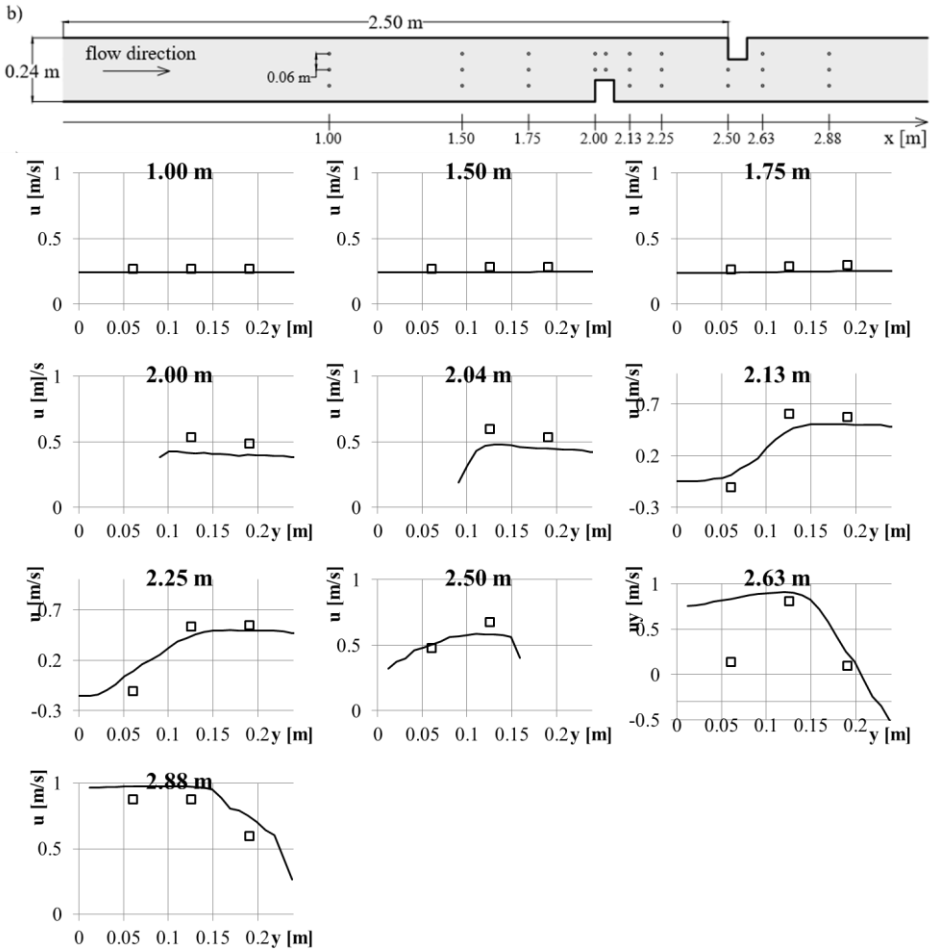 b)
2.50 m
flow direction
0.24 m
0.06 m
1.00 1.50 1.75 2.00 2.13 2.25 2.50 2.63 2.88 x [m]
1.00 m
u [m/s]
1
0.5
0
0 0.05 0.1 0.15 0.2 y [m]
1.50 m
u [m/s]
1
0.5
0
0 0.05 0.1 0.15 0.2 y [m]
1.75 m
u [m/s]
1
0.5
0
0 0.05 0.1 0.15 0.2 y [m]
2.00 m
u [m/s]
1
0.5
0
0 0.05 0.1 0.15 0.2 y [m]
2.04 m
u [m/s]
1
0.5
0
0 0.05 0.1 0.15 0.2 y [m]
2.13 m
u [m/s]
0.7
0.2
-0.3
0 0.05 0.1 0.15 0.2 y [m]
2.25 m
u [m/s]
0.7
0.2
-0.3
0 0.05 0.1 0.15 0.2 y [m]
2.50 m
u [m/s]
1
0.5
0
0 0.05 0.1 0.15 0.2 y [m]
2.63 m
uy [m/s]
1
0.5
0
-0.5
0 0.05 0.1 0.15 0.2 y [m]
2.88 m
u [m/s]
1
0.5
0
0 0.05 0.1 0.15 0.2 y [m]